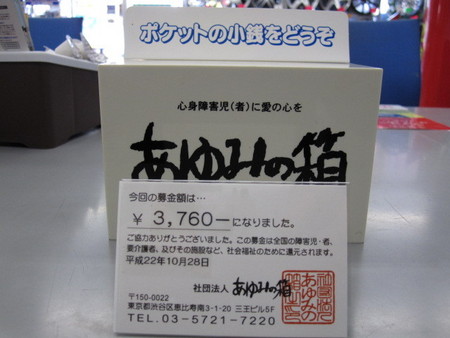 ポケットの小銭をどうぞ
心身障害児(者)に愛の心を
あゆみの箱
今回の募金額は…
¥ 3,760ーになりました。
ご協力ありがとうございました。この募金は全国の障害児・者、
要介護者、及びその施設など、社会福祉のために還元されます。
平成22年10月28日
社団法人 あゆみの箱
〒150-0022
東京都渋谷区恵比寿南3-1-20 三王ビル5F
TEL.03-5721-7220